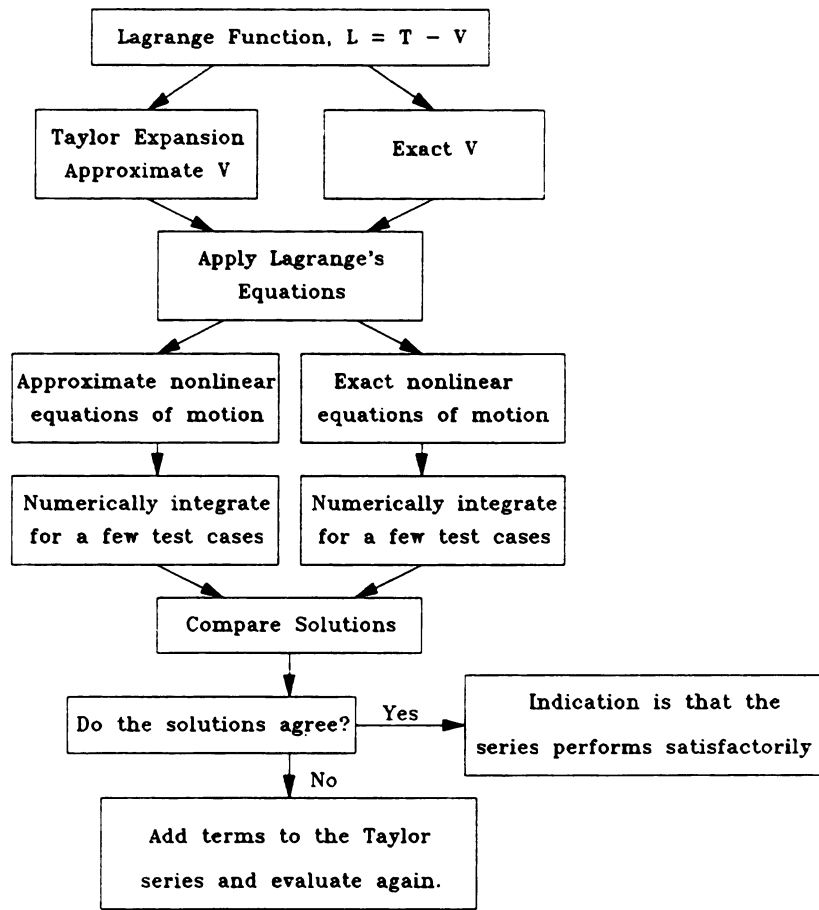 Lagrange Function, L = T - V
Taylor Expansion
Approximate V
Exact V
Apply Lagrange's
Equations
Approximate nonlinear
equations of motion
Exact nonlinear
equations of motion
Numerically integrate
for a few test cases
Numerically integrate
for a few test cases
Compare Solutions
Do the solutions agree?
Yes
Indication is that the
series performs satisfactorily
No
Add terms to the Taylor
series and evaluate again.